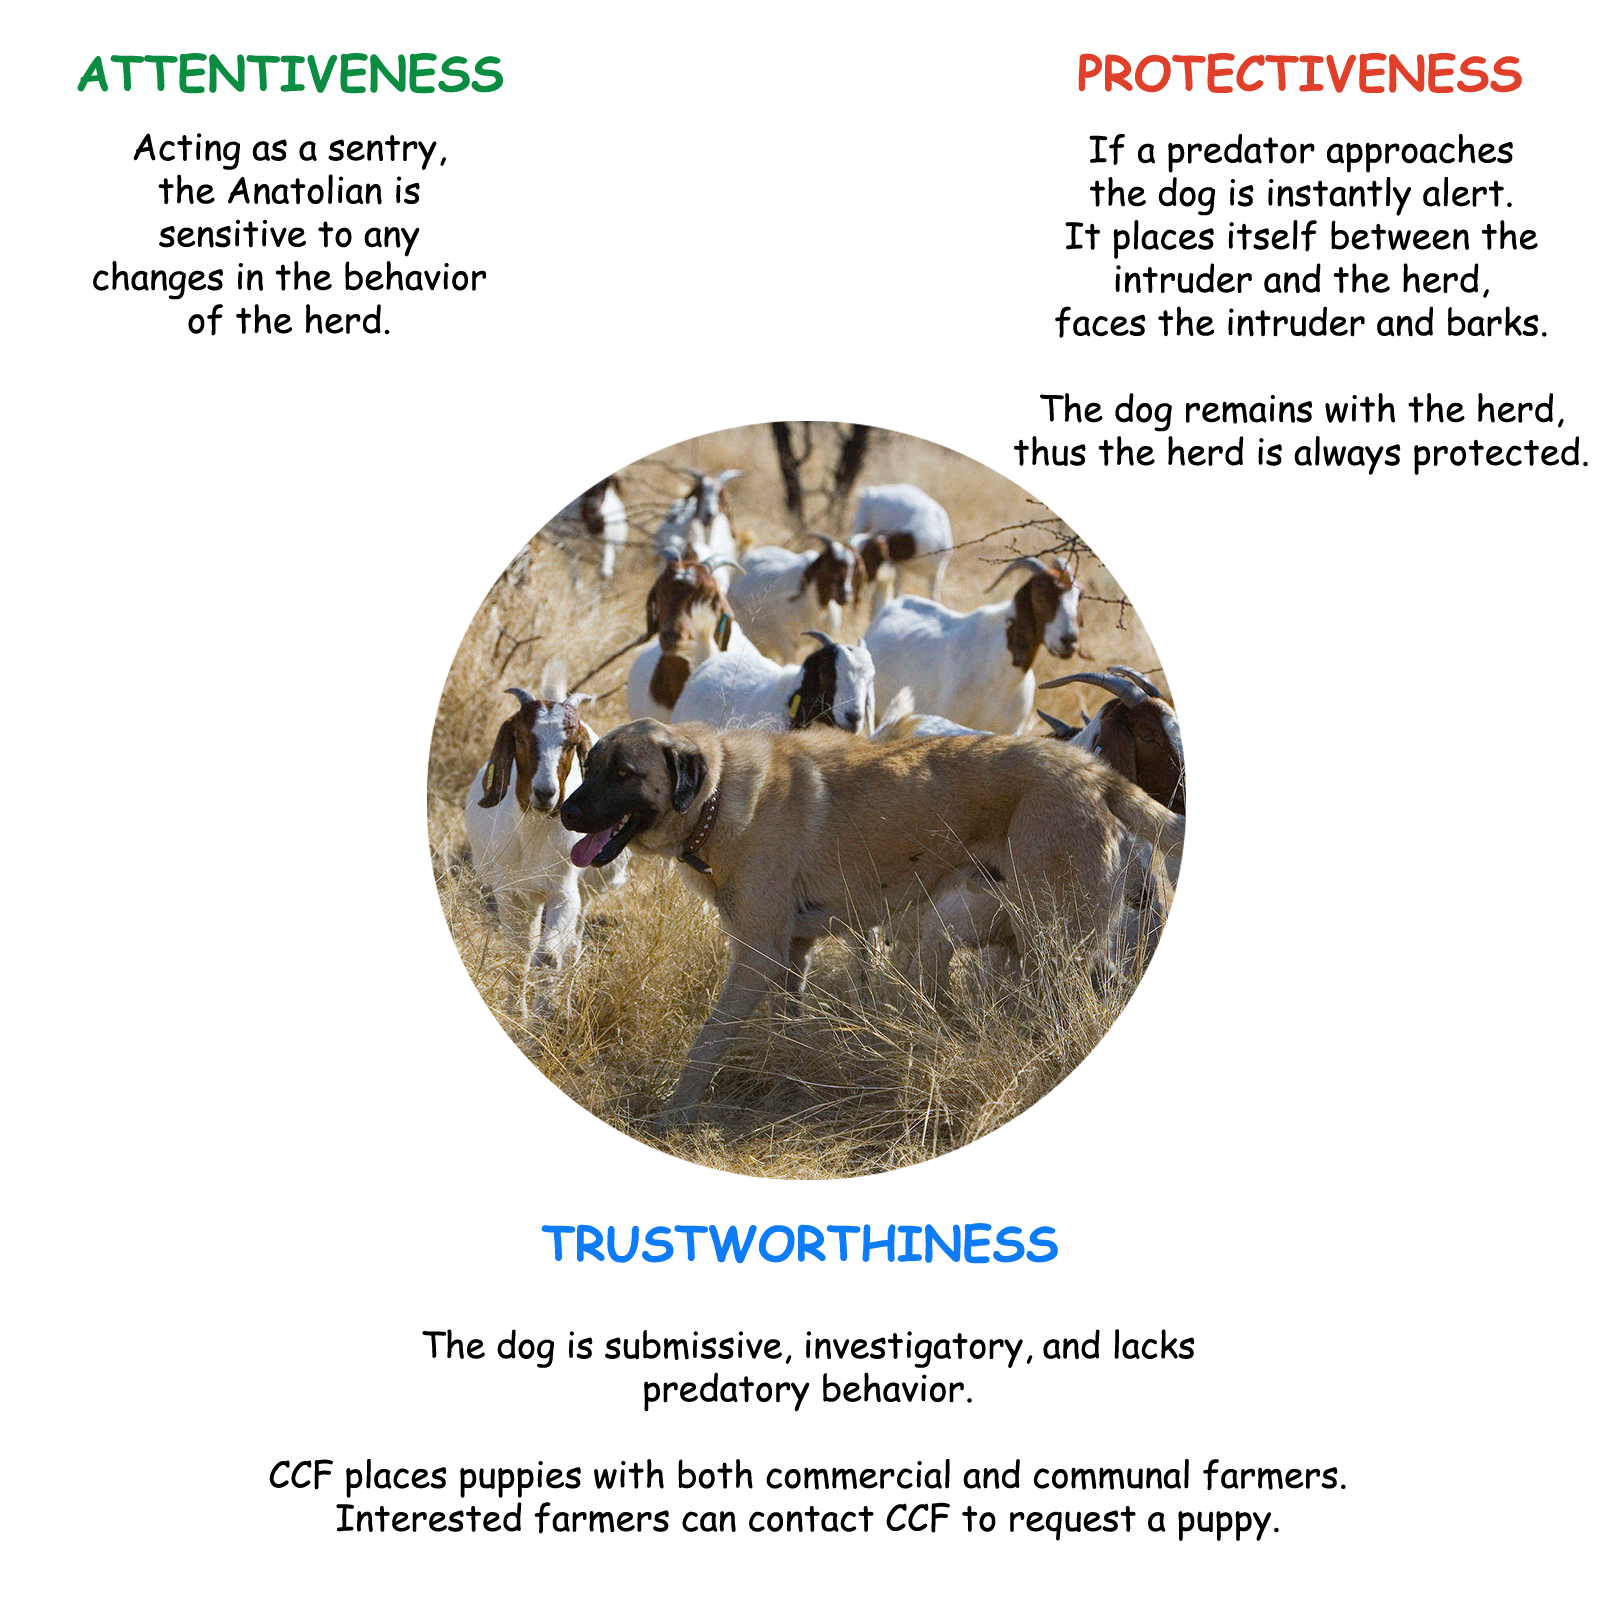 ATTENTIVENESS
Acting as a sentry,
the Anatolian is
sensitive to any
changes in the behavior
of the herd.
PROTECTIVENESS
If a predator approaches
the dog is instantly alert.
It places itself between the
intruder and the herd,
faces the intruder and barks.
The dog remains with the herd,
thus the herd is always protected.
TRUSTWORTHINESS
The dog is submissive, investigatory, and lacks
predatory behavior.
CCF places puppies with both commercial and communal farmers.
Interested farmers can contact CCF to request a puppy.